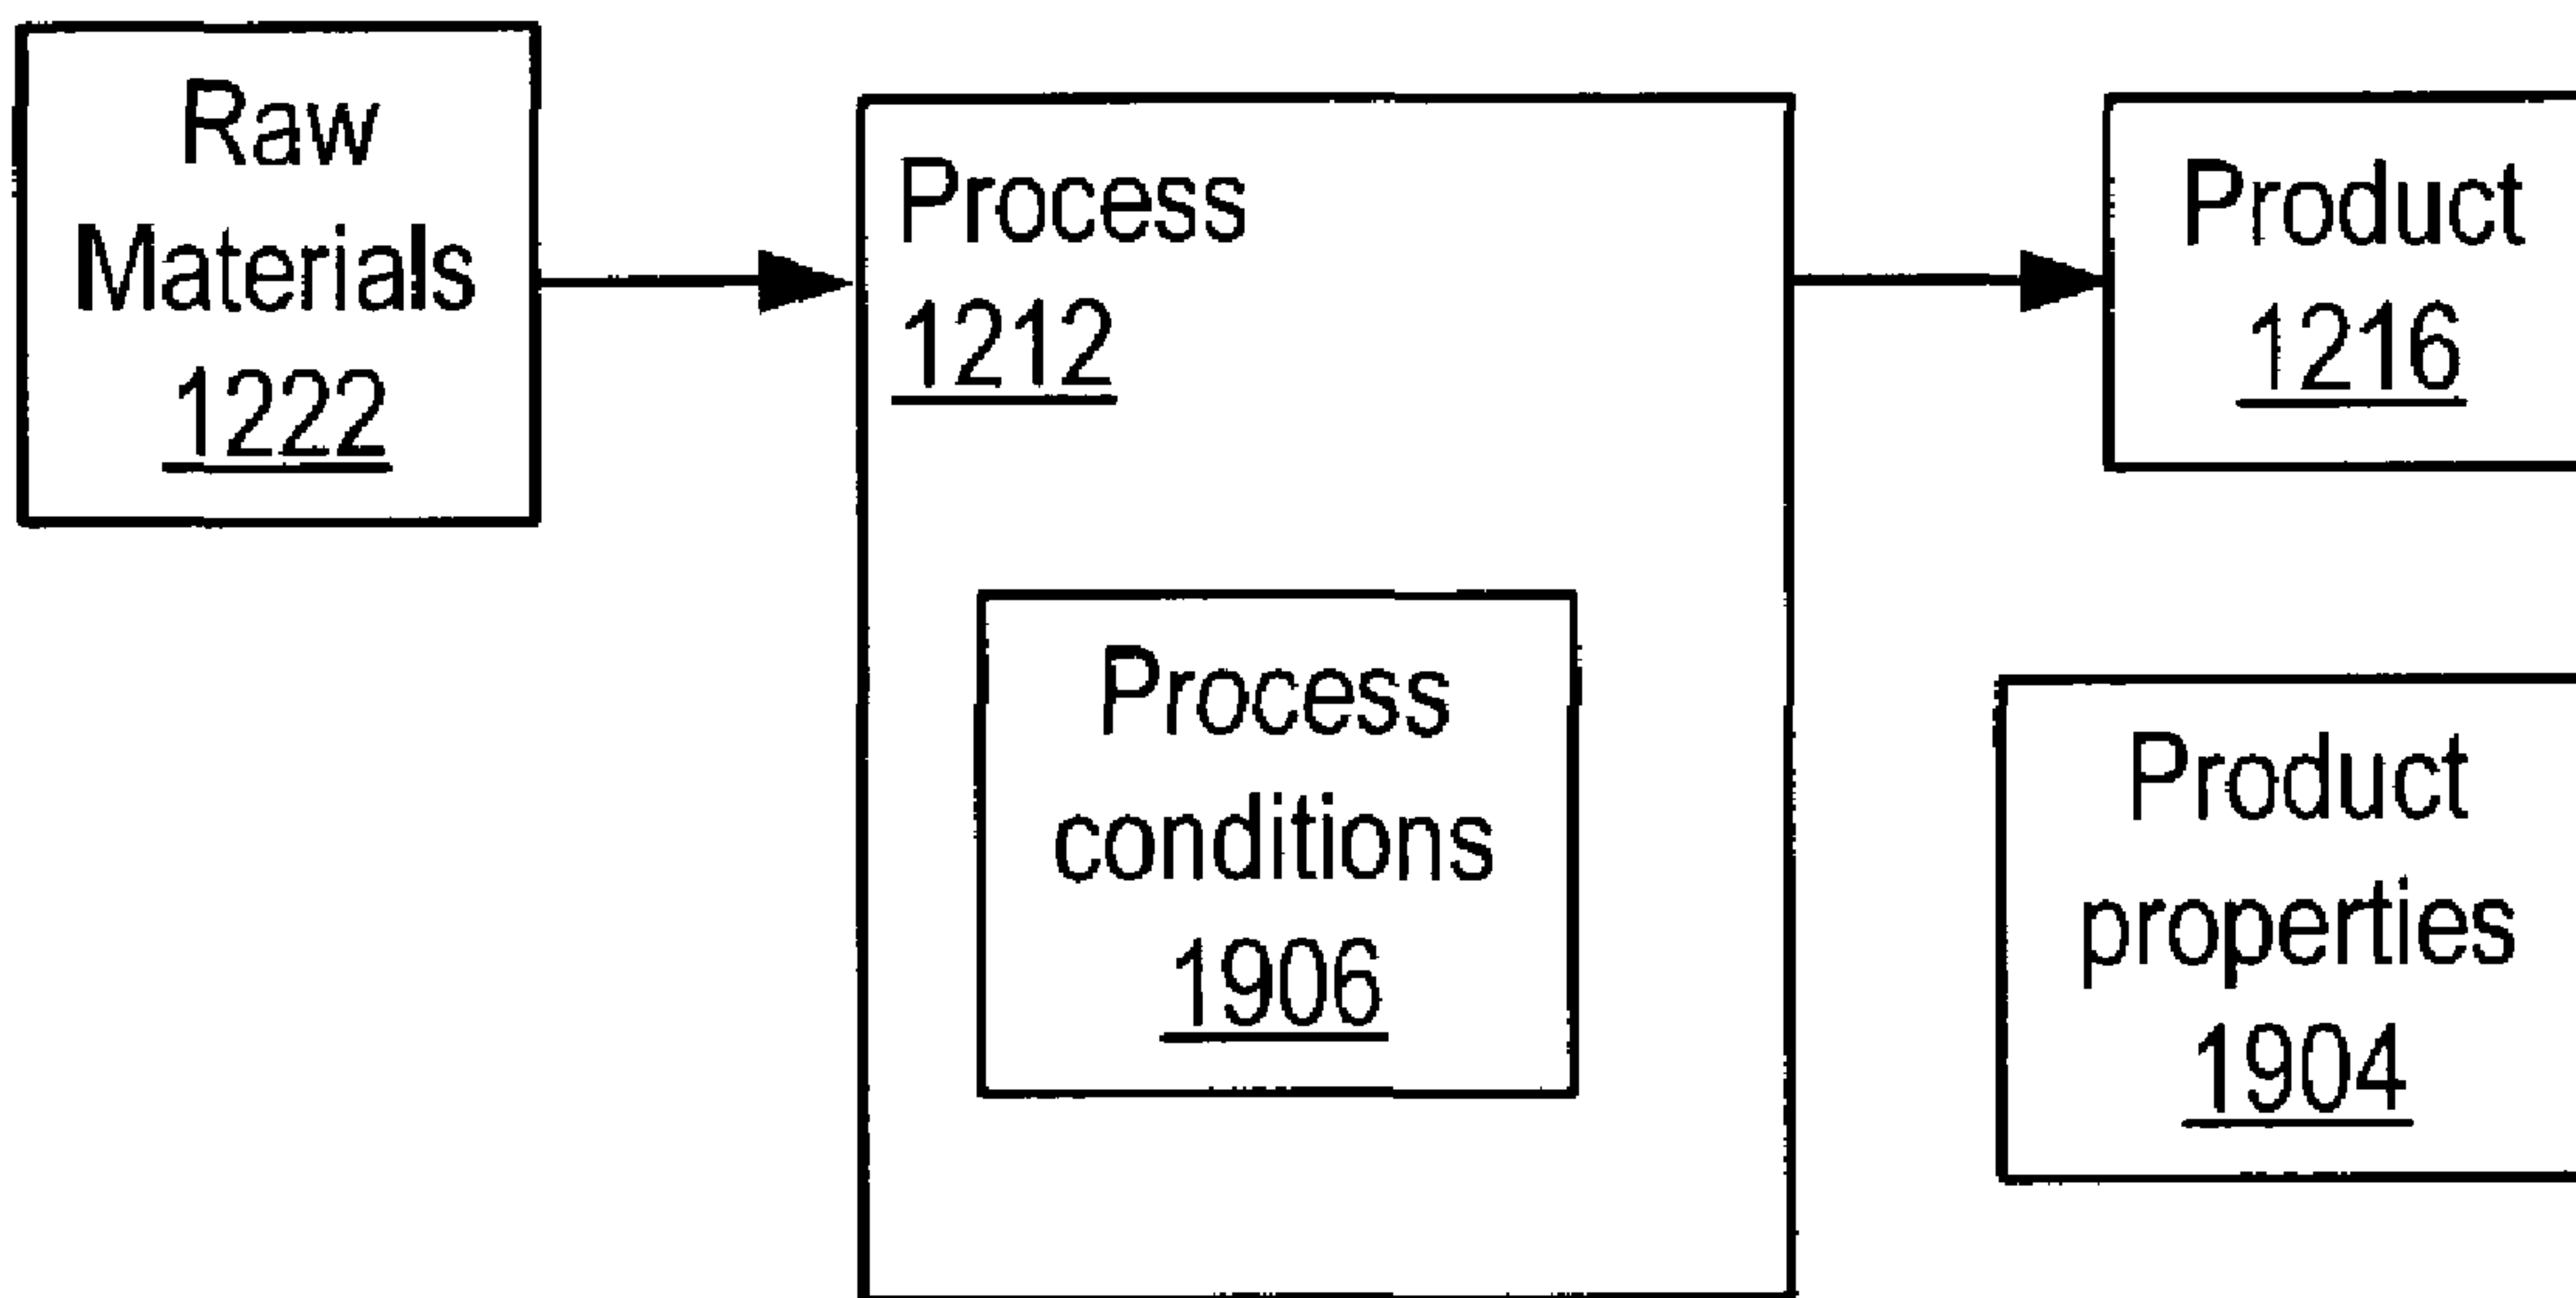 Raw
Materials
1222
Process
1212
Process
conditions
1906
Product
1216
Product
properties
1904